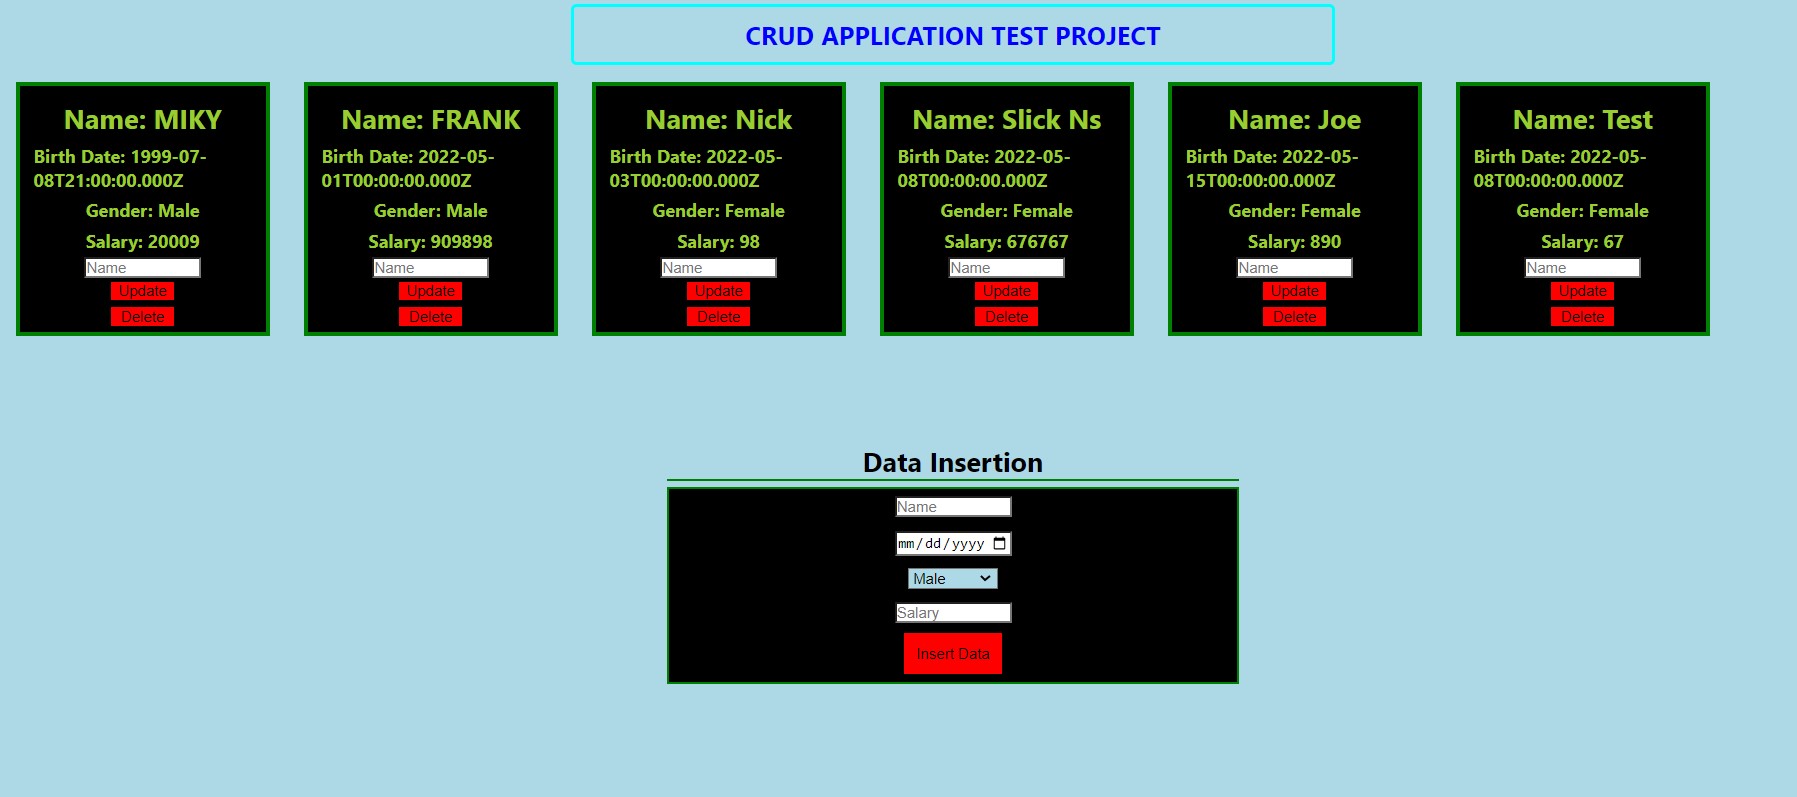 CRUD APPLICATION TEST PROJECT
Name: MIKY
Birth Date: 1999-07-
08T21:00:00.000Z
Gender: Male
Salary: 20009
Name
Update
Delete
Name: FRANK
Birth Date: 2022-05-
01T00:00:00.000Z
Gender: Male
Salary: 909898
Name
Update
Delete
Name: Nick
Birth Date: 2022-05-
03T00:00:00.000Z
Gender: Female
Salary: 98
Name
Update
Delete
Name: Slick Ns
Birth Date: 2022-05-
08T00:00:00.000Z
Gender: Female
Salary: 676767
Name
Update
Delete
Name: Joe
Birth Date: 2022-05-
15T00:00:00.000Z
Gender: Female
Salary: 890
Name
Update
Delete
Name: Test
Birth Date: 2022-05-
08T00:00:00.000Z
Gender: Female
Salary: 67
Name
Update
Delete
Data Insertion
Name
mm/dd/yyyy
Male
Salary
Insert Data